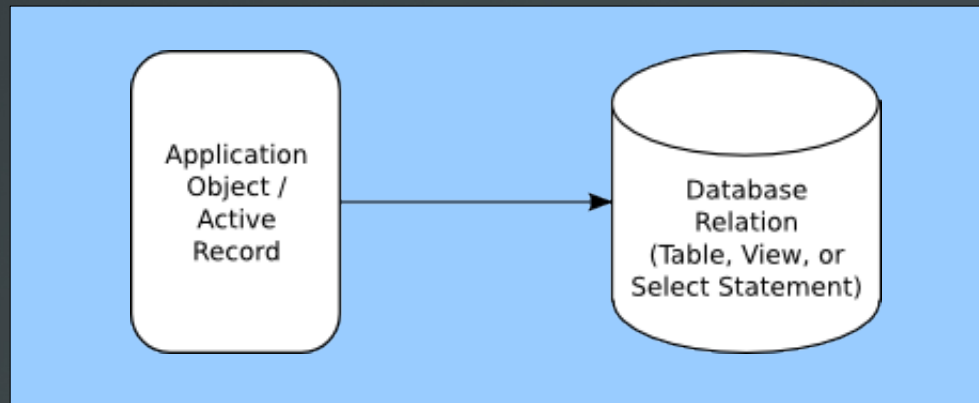 Application
Object /
Active
Record
Database
Relation
(Table, View, or
Select Statement)